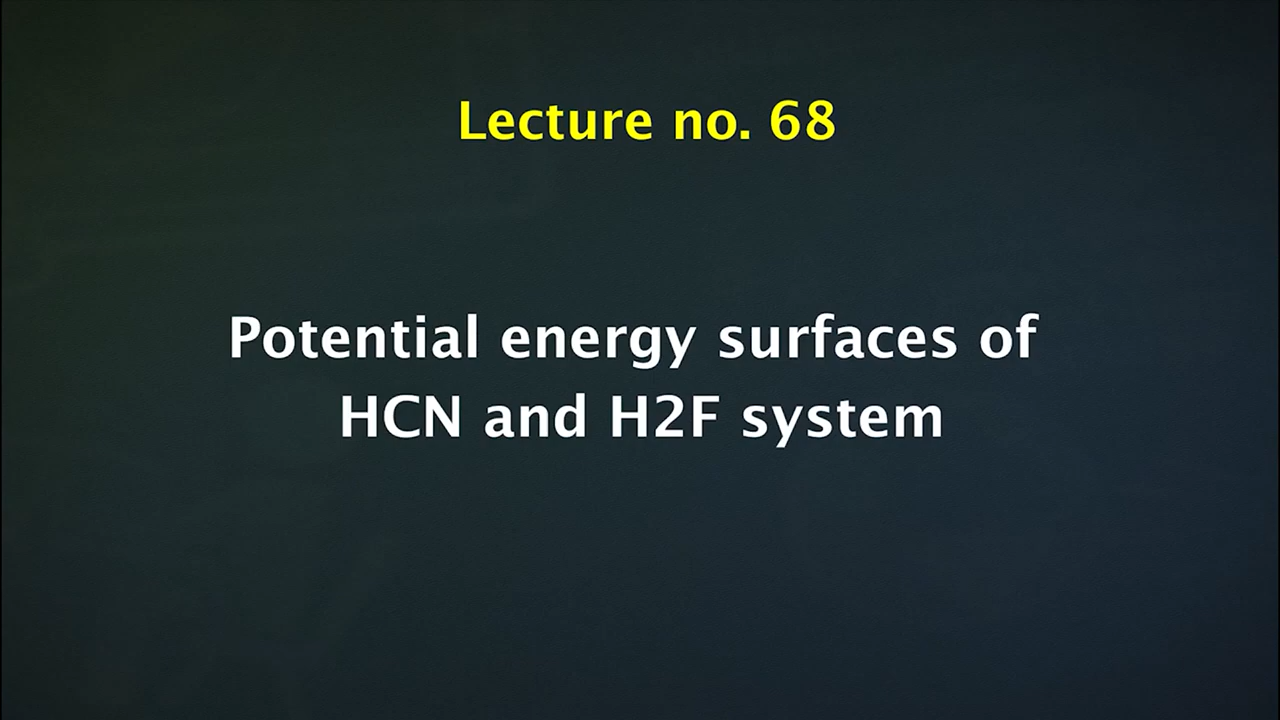 Lecture no. 68
Potential energy surfaces of
HCN and H2F system